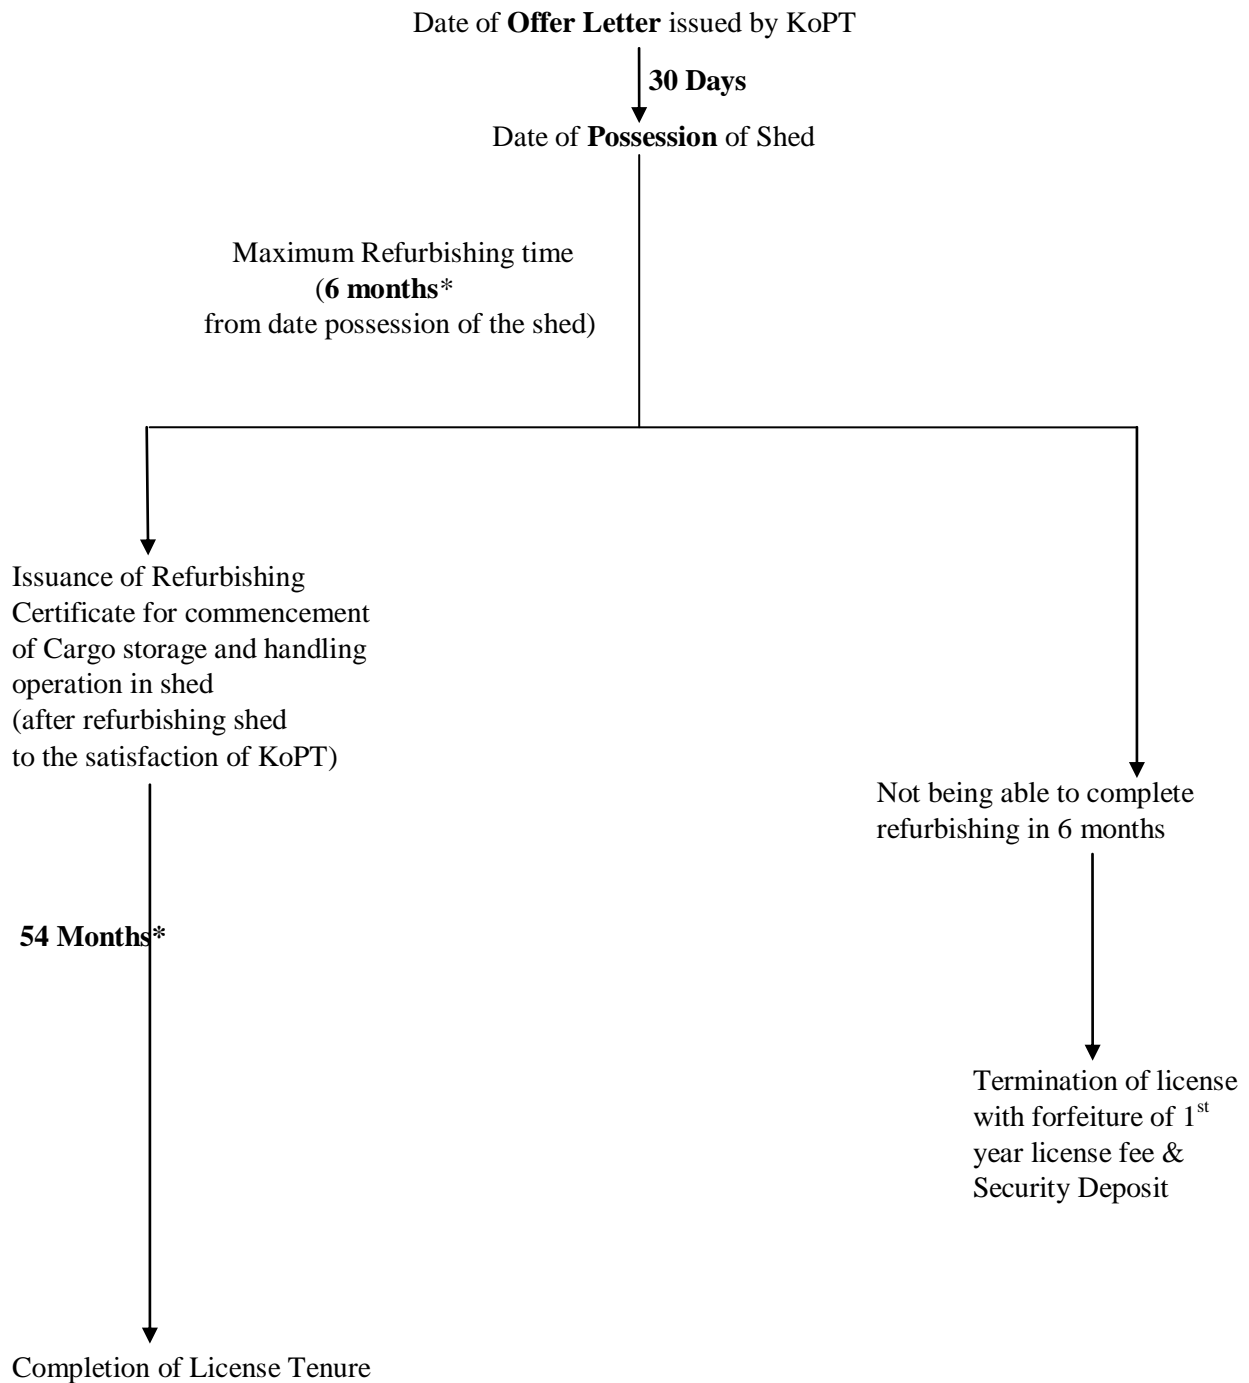 Date of Offer Letter issued by KoPT
30 Days
Date of Possession of Shed
Maximum Refurbishing time
(6 months*
from date possession of the shed)
Issuance of Refurbishing
Certificate for commencement
of Cargo storage and handling
operation in shed
(after refurbishing shed
to the satisfaction of KoPT)
Not being able to complete
refurbishing in 6 months
54 Months*
Termination of license
with forfeiture of 1st
year license fee &
Security Deposit
Completion of License Tenure